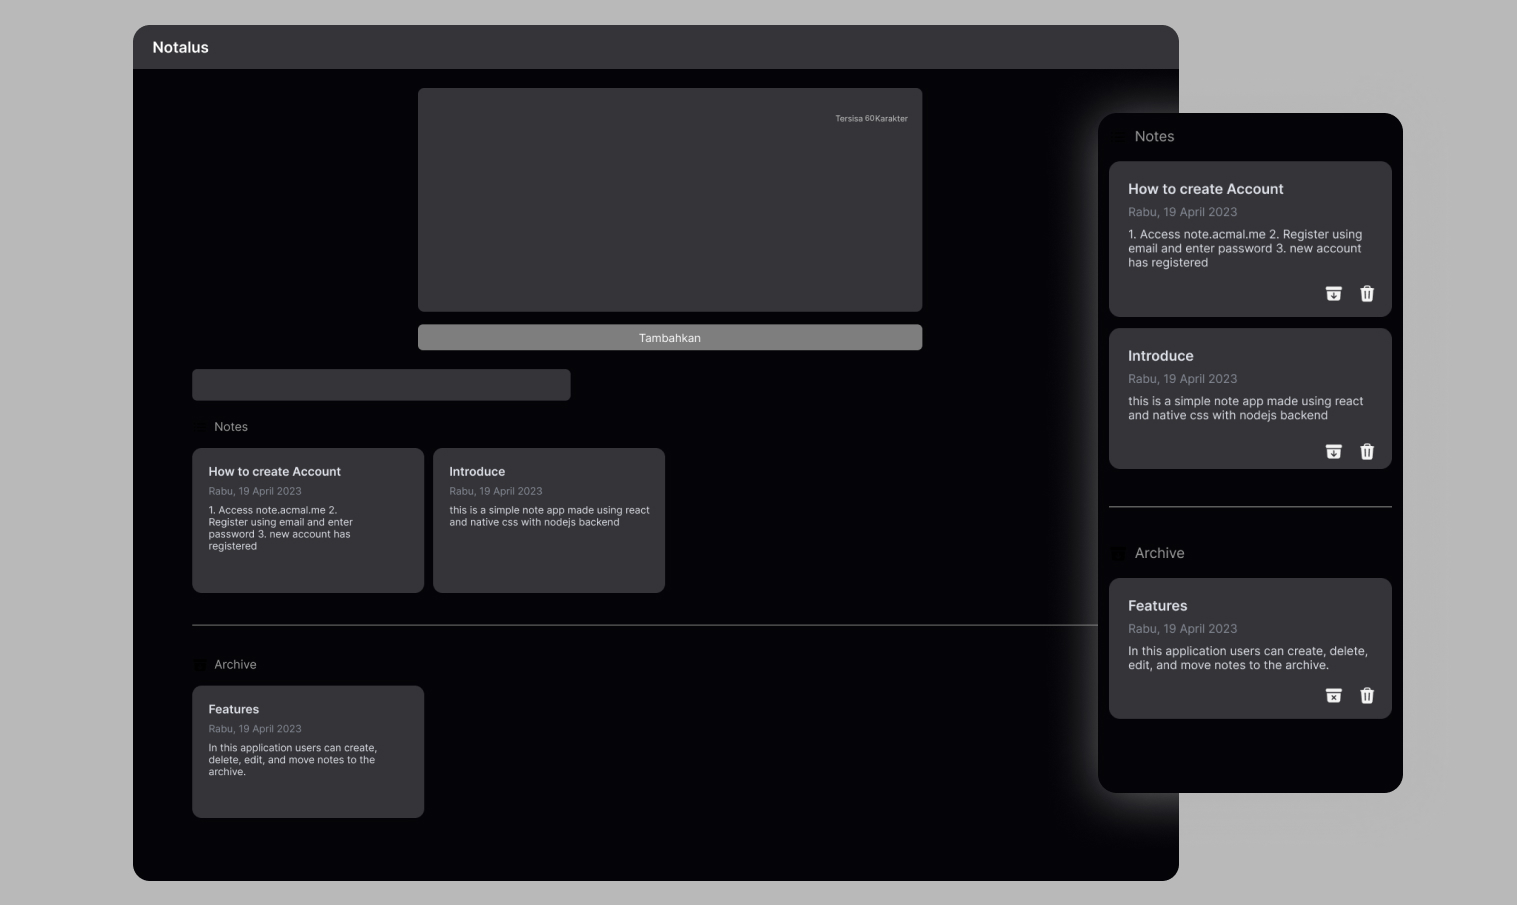 Notalus
Tersisa 60Karakter
Tambahkan
Notes
How to create Account
Rabu, 19 April 2023
1. Access note.acmal.me 2.
Register using email and enter
password 3. new account has
registered
Introduce
Rabu, 19 April 2023
this is a simple note app made using react
and native css with nodejs backend
Archive
Features
Rabu, 19 April 2023
In this application users can create,
delete, edit, and move notes to the
archive.
Notes
How to create Account
Rabu, 19 April 2023
1. Access note.acmal.me 2. Register using
email and enter password 3. new account
has registered
Introduce
Rabu, 19 April 2023
this is a simple note app made using react
and native css with nodejs backend
Archive
Features
Rabu, 19 April 2023
In this application users can create, delete,
edit, and move notes to the archive.